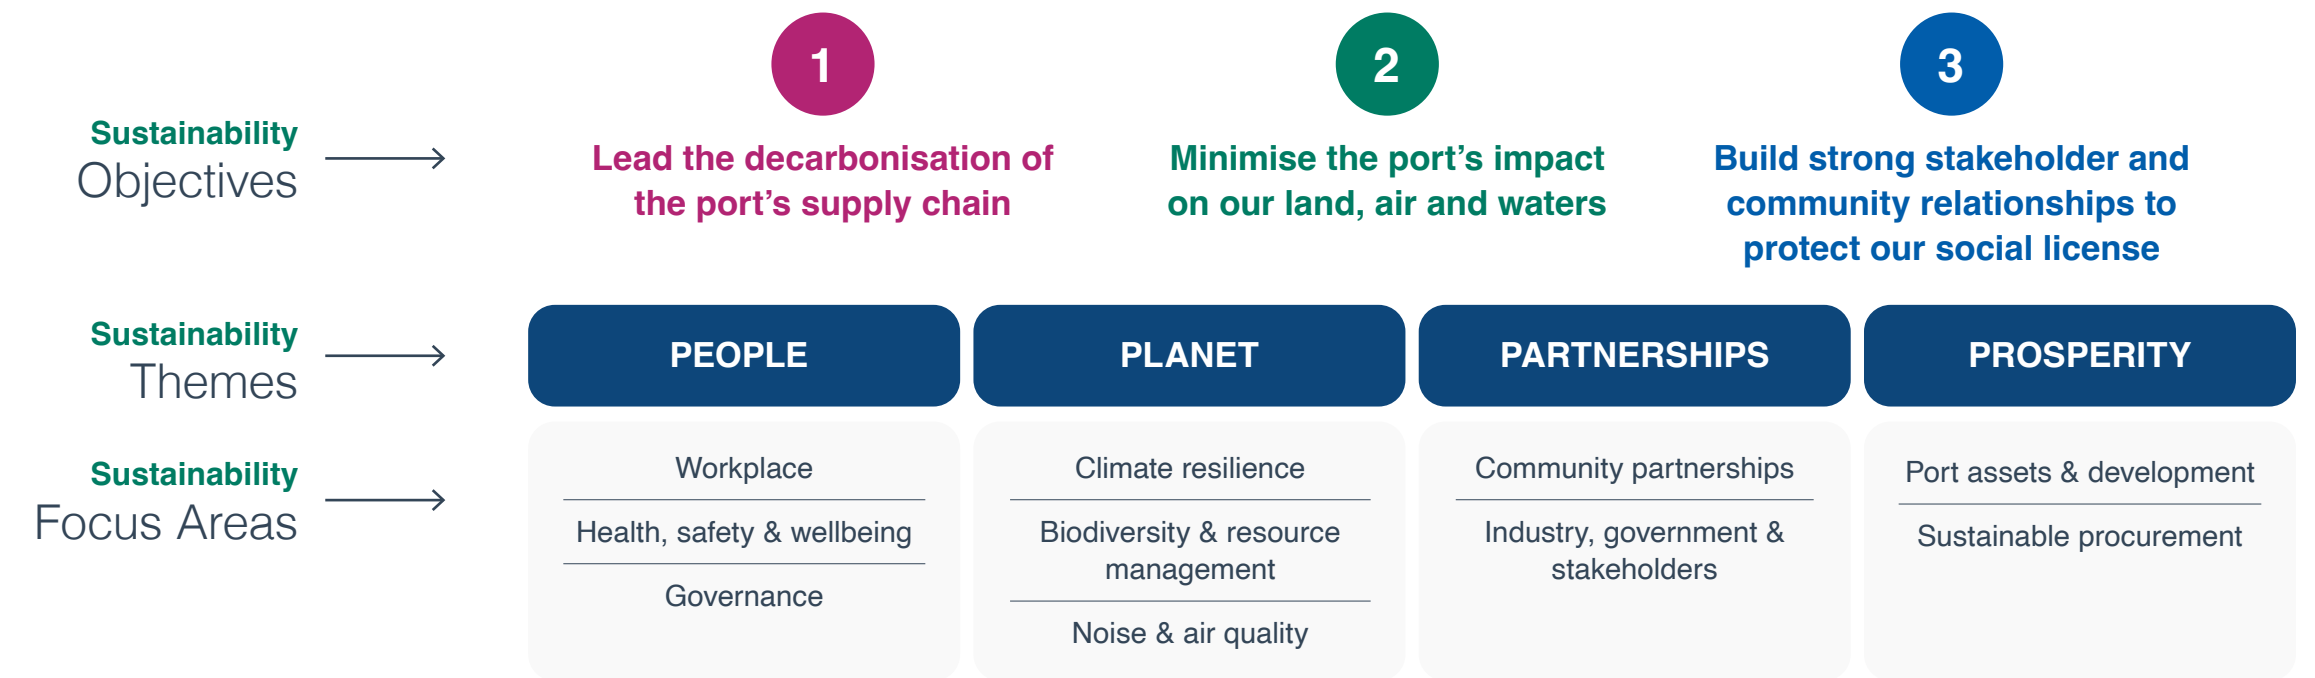 1
2
3
Sustainability
Objectives
Lead the decarbonisation of
the port’s supply chain
Minimise the port’s impact
on our land, air and waters
Build strong stakeholder and
community relationships to
protect our social license
Sustainability
Themes
PEOPLE
PLANET
PARTNERSHIPS
PROSPERITY
Sustainability
Focus Areas
Workplace
Health, safety & wellbeing
Governance
Climate resilience
Biodiversity & resource
management
Noise & air quality
Community partnerships
Industry, government &
stakeholders
Port assets & development
Sustainable procurement